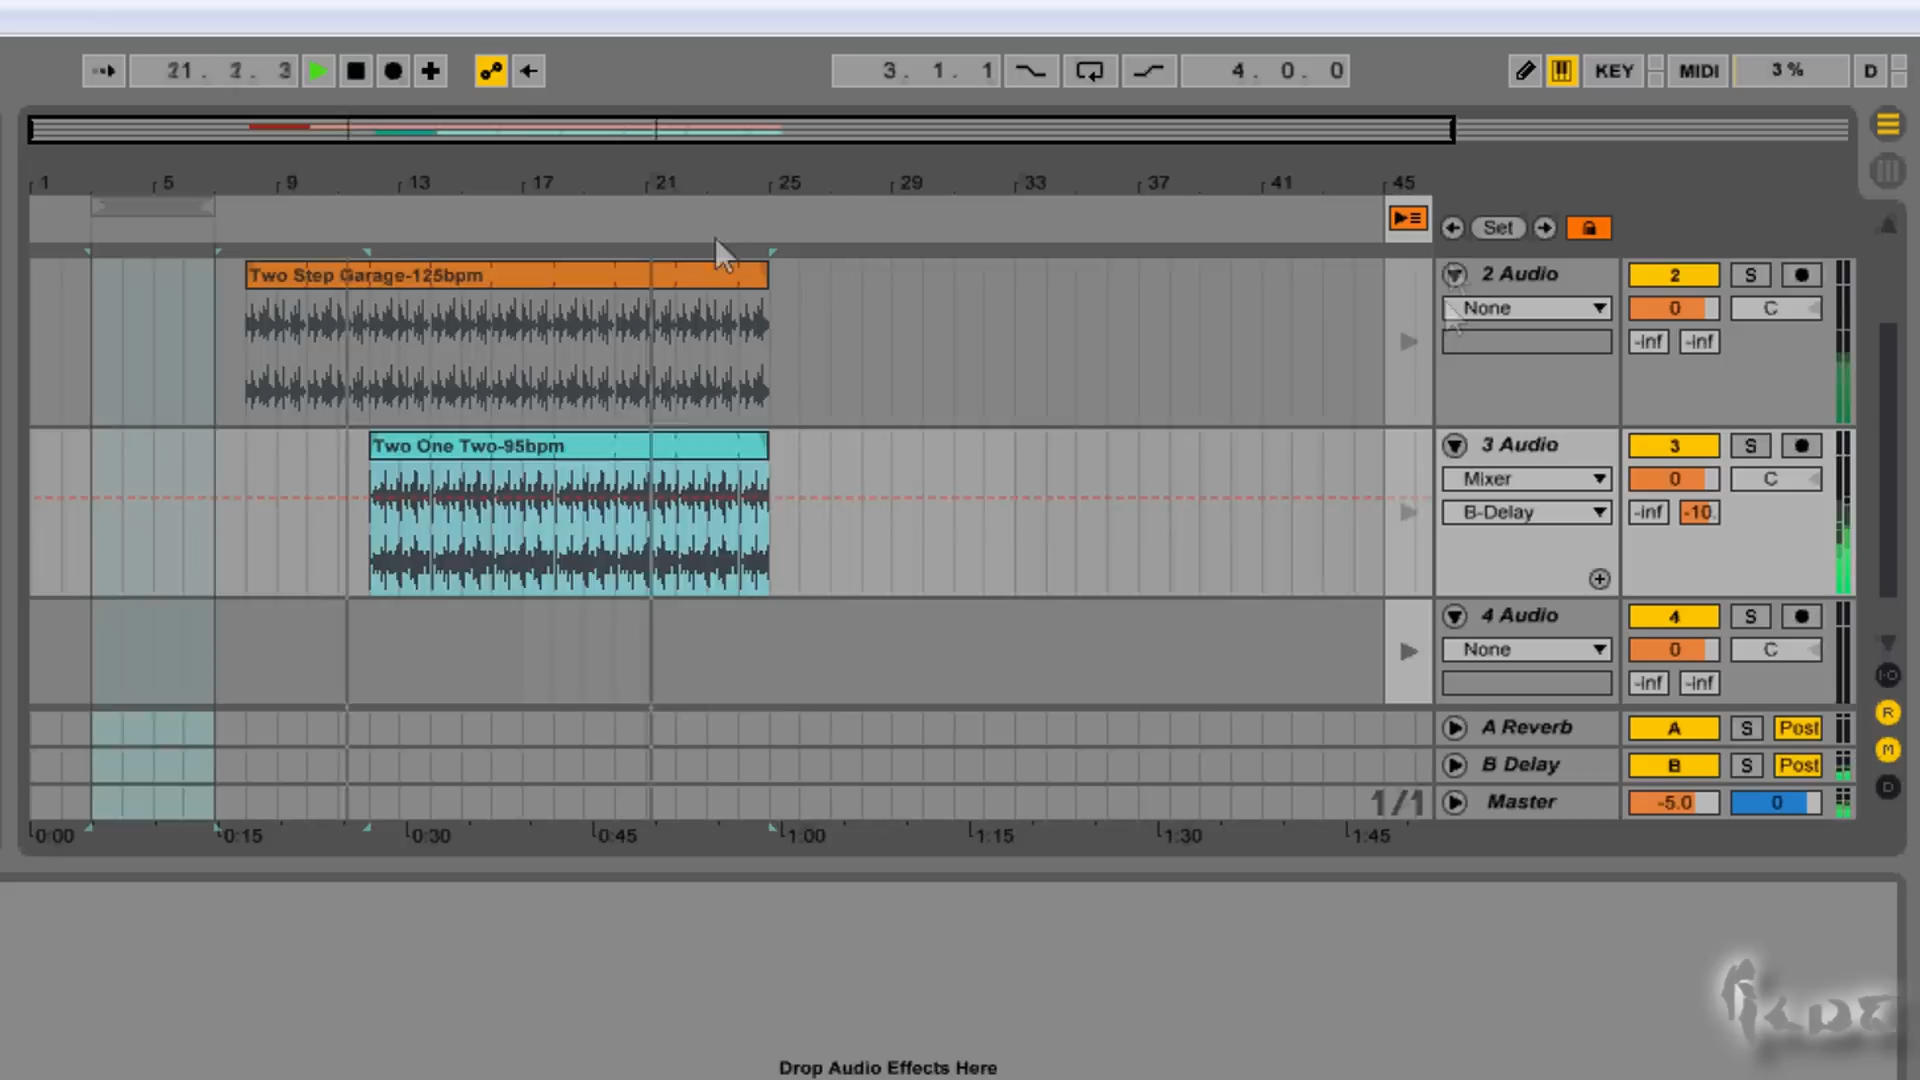 21. 2. 3 3. 1. 1 4. 0. 0 KEY MIDI 3 % D
1 5 9 13 17 21 25 29 33 37 41 45
Set
Two Step Garage-125bpm 2 Audio 2 S
None 0 C
-inf -inf
Two One Two-95bpm 3 Audio 3 S
Mixer 0 C
B-Delay -inf -10.
4 Audio 4 S
None 0 C
-inf -inf
A Reverb A S Post
B Delay B S Post
1/1 Master -5.0 0
0:00 0:15 0:30 0:45 1:00 1:15 1:30 1:45
I·O
R
M
D
Drop Audio Effects Here